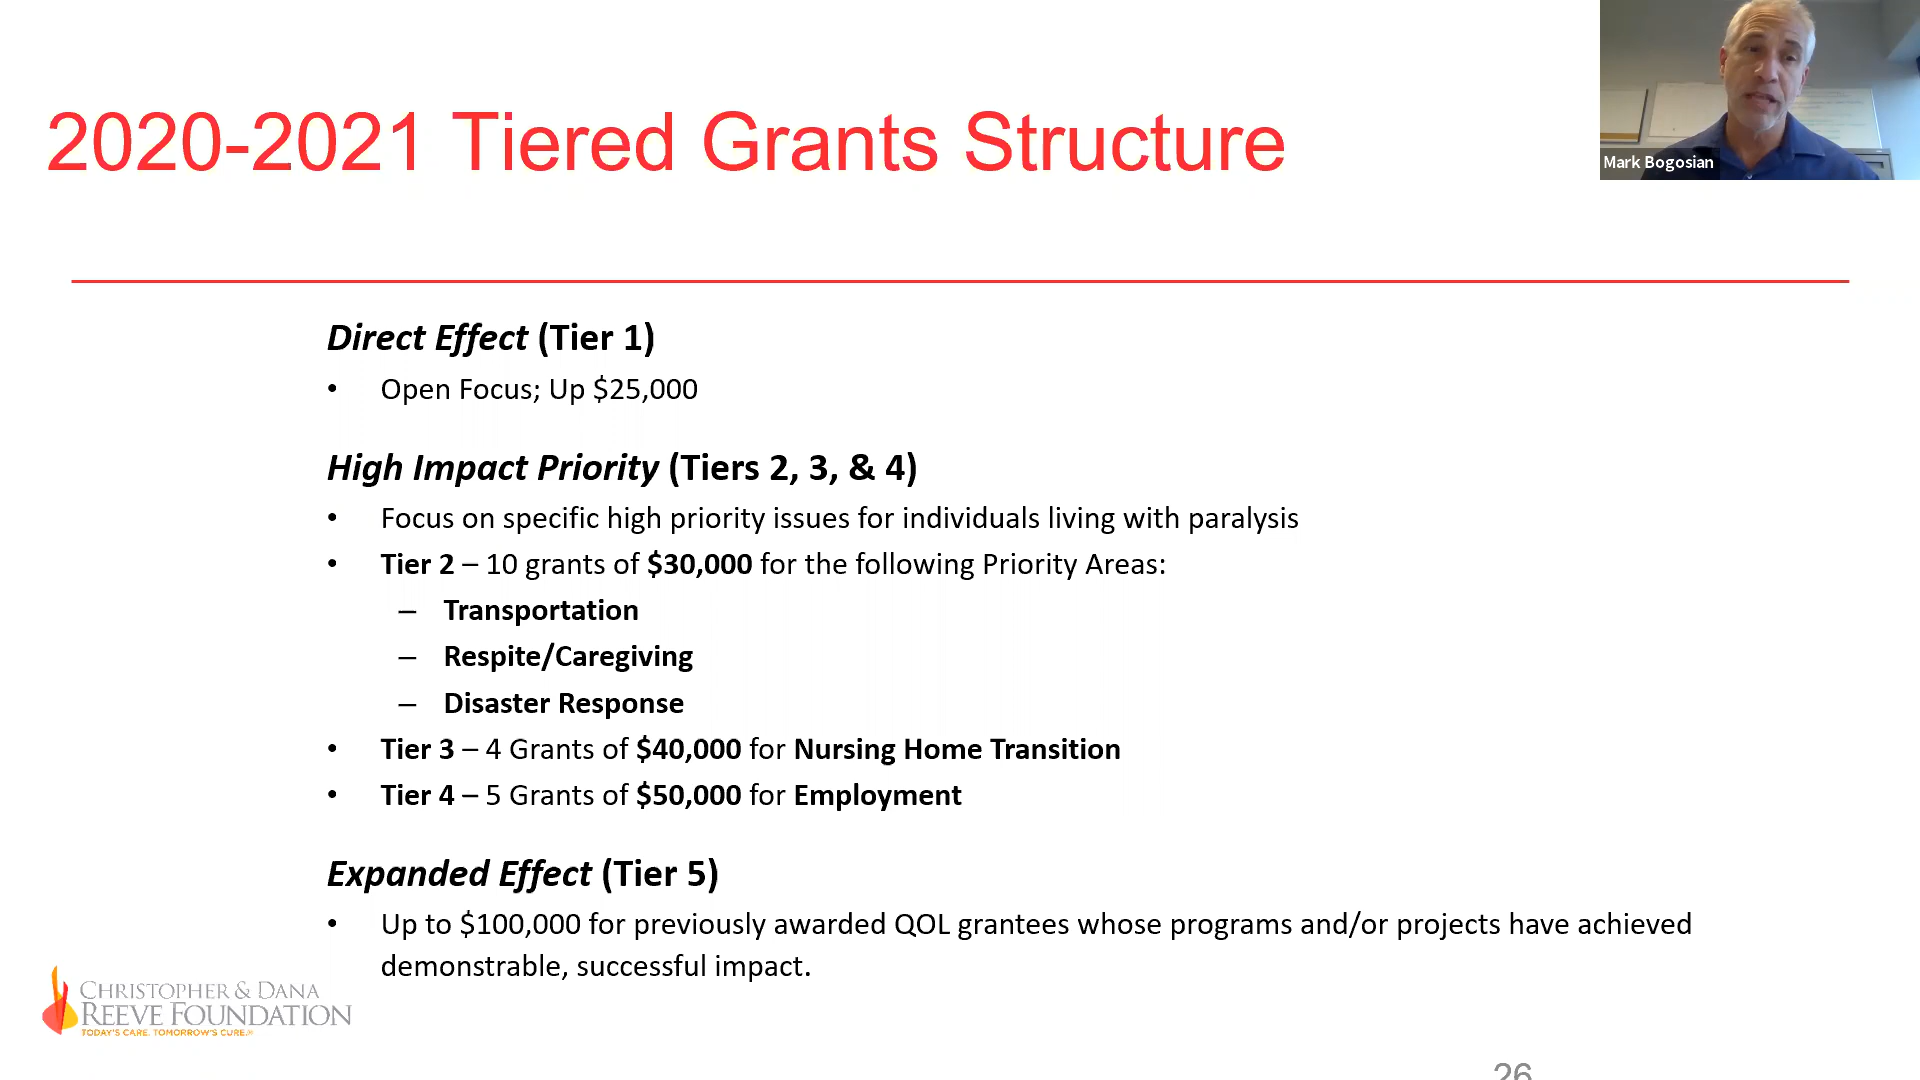 2020-2021 Tiered Grants Structure
Mark Bogosian
Direct Effect (Tier 1)
• Open Focus; Up $25,000
High Impact Priority (Tiers 2, 3, & 4)
• Focus on specific high priority issues for individuals living with paralysis
• Tier 2 – 10 grants of $30,000 for the following Priority Areas:
– Transportation
– Respite/Caregiving
– Disaster Response
• Tier 3 – 4 Grants of $40,000 for Nursing Home Transition
• Tier 4 – 5 Grants of $50,000 for Employment
Expanded Effect (Tier 5)
• Up to $100,000 for previously awarded QOL grantees whose programs and/or projects have achieved
demonstrable, successful impact.
CHRISTOPHER & DANA
REEVE FOUNDATION
TODAY'S CARE. TOMORROW'S CURE.®
26